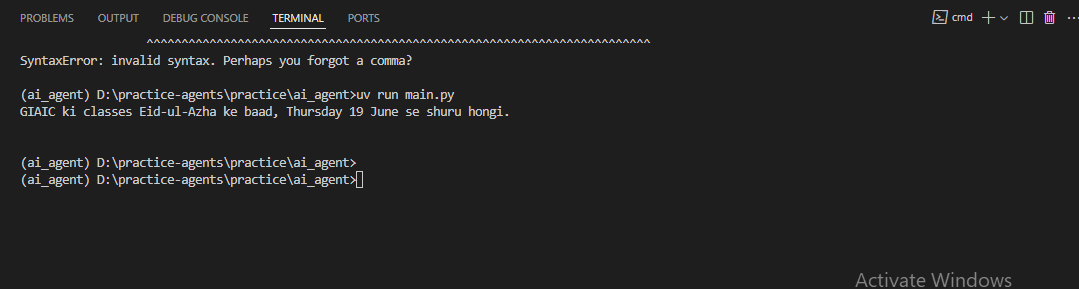 PROBLEMS OUTPUT DEBUG CONSOLE TERMINAL PORTS cmd
^^^^^^^^^^^^^^^^^^^^^^^^^^^^^^^^^^^^^^^^^^^^^^^^^^^^^^^^^^^^^^^^^^^^^^^^
SyntaxError: invalid syntax. Perhaps you forgot a comma?
(ai_agent) D:\practice-agents\practice\ai_agent>uv run main.py
GIAIC ki classes Eid-ul-Azha ke baad, Thursday 19 June se shuru hongi.
(ai_agent) D:\practice-agents\practice\ai_agent>
(ai_agent) D:\practice-agents\practice\ai_agent>
Activate Windows